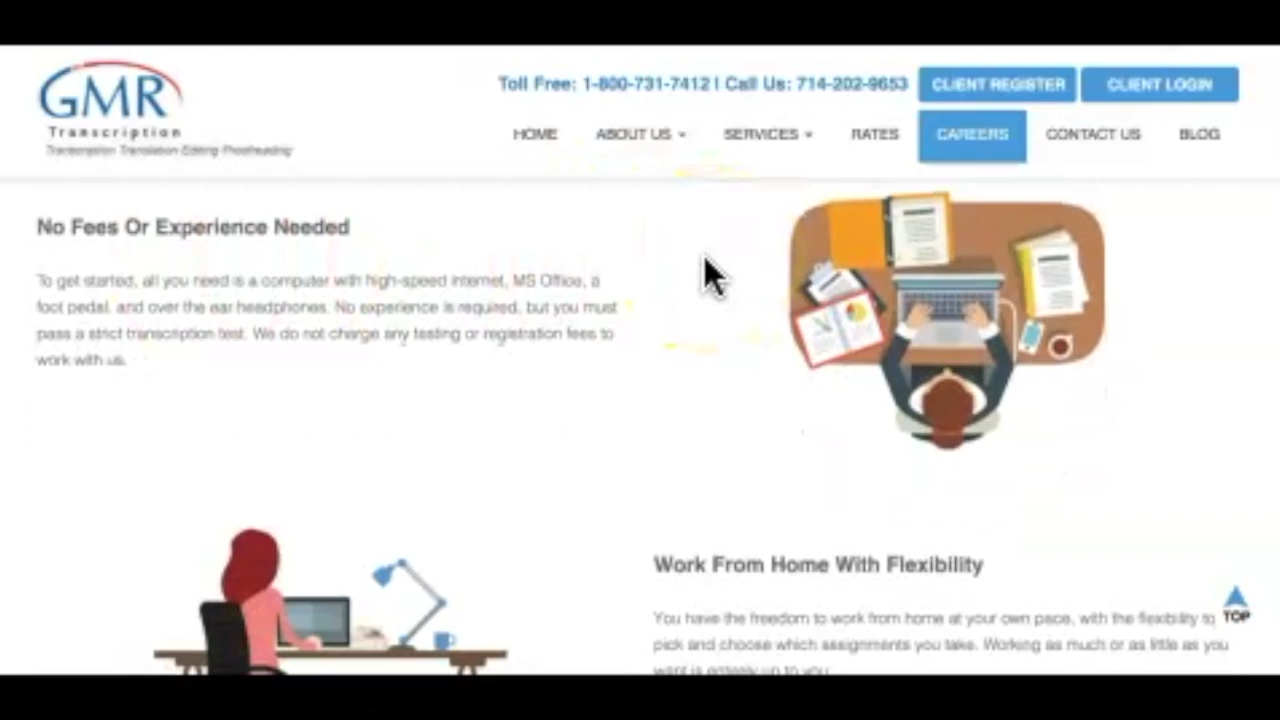 GMR
Transcription
Transcription Translation Editing Proofreading
Toll Free: 1-800-731-7412 | Call Us: 714-202-9653
CLIENT REGISTER
CLIENT LOGIN
HOME ABOUT US SERVICES RATES CAREERS CONTACT US BLOG
No Fees Or Experience Needed
To get started, all you need is a computer with high-speed internet, MS Office, a
foot pedal, and over the ear headphones. No experience is required, but you must
pass a strict transcription test. We do not charge any testing or registration fees to
work with us.
Work From Home With Flexibility
You have the freedom to work from home at your own pace, with the flexibility to
pick and choose which assignments you take. Working as much or as little as you
want is entirely up to you
TOP